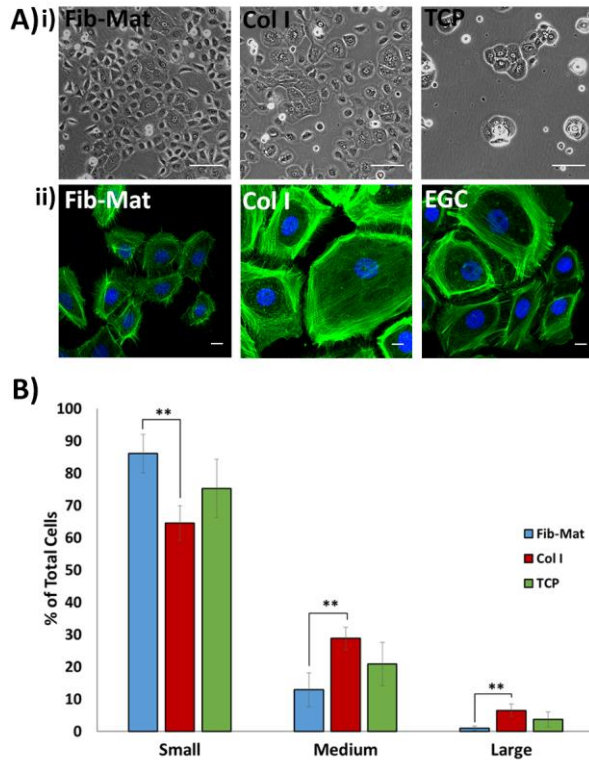 A) i) Fib-Mat Col I TCP
ii) Fib-Mat Col I EGC
B)
100
90
80
70
60
50
40
30
20
10
0
% of Total Cells
**
**
**
Fib-Mat
Col I
TCP
Small Medium Large